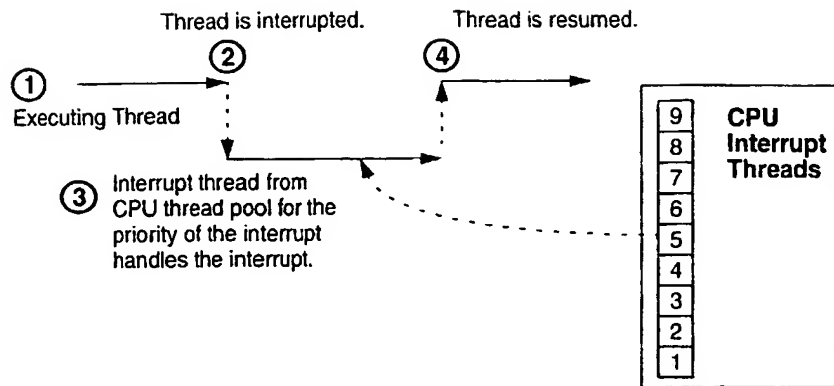 Thread is interrupted.
Thread is resumed.
2
4
1
Executing Thread
3
Interrupt thread from
CPU thread pool for the
priority of the interrupt
handles the interrupt.
9
8
7
6
5
4
3
2
1
CPU
Interrupt
Threads